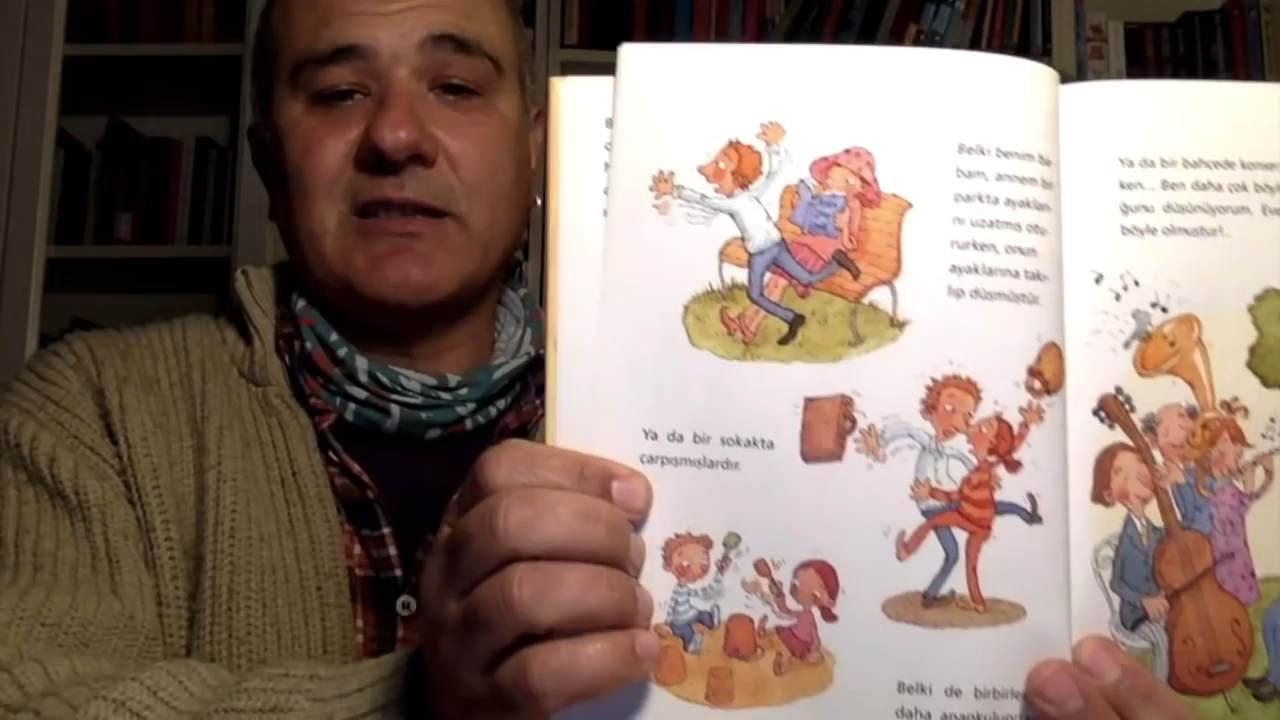 Belki benim ba-
bam, annem bir
parkta ayakları-
nı uzatmış otu-
rurken, onun
ayaklarına takı-
lıp düşmüştür.
Ya da bir sokakta
çarpışmışlardır.
Belki de birbirle
daha anaokulund
Ya da bir bahçede konser
ken... Ben daha çok böyl
ğunu düşünüyorum. Eve
böyle olmuştur!..